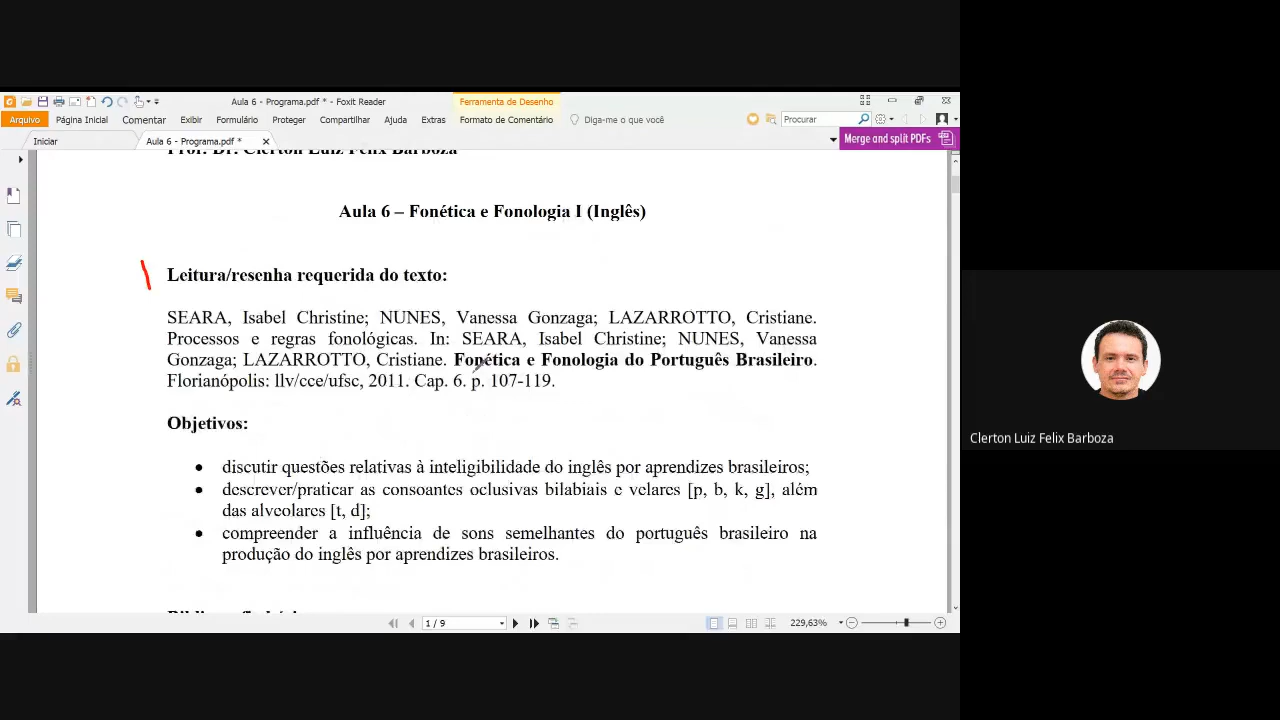 Aula 6 - Programa.pdf * - Foxit Reader
Ferramenta de Desenho
Arquivo Página Inicial Comentar Exibir Formulário Proteger Compartilhar Ajuda Extras Formato de Comentário Diga-me o que você Procurar
Iniciar Aula 6 - Programa.pdf * Merge and split PDFs
Prof. Dr. Clerton Luiz Felix Barboza
Aula 6 – Fonética e Fonologia I (Inglês)
Leitura/resenha requerida do texto:
SEARA, Isabel Christine; NUNES, Vanessa Gonzaga; LAZARROTTO, Cristiane.
Processos e regras fonológicas. In: SEARA, Isabel Christine; NUNES, Vanessa
Gonzaga; LAZARROTTO, Cristiane. Fonética e Fonologia do Português Brasileiro.
Florianópolis: llv/cce/ufsc, 2011. Cap. 6. p. 107-119.
Objetivos:
• discutir questões relativas à inteligibilidade do inglês por aprendizes brasileiros;
• descrever/praticar as consoantes oclusivas bilabiais e velares [p, b, k, g], além
das alveolares [t, d];
• compreender a influência de sons semelhantes do português brasileiro na
produção do inglês por aprendizes brasileiros.
1 / 9
229,63%
Clerton Luiz Felix Barboza